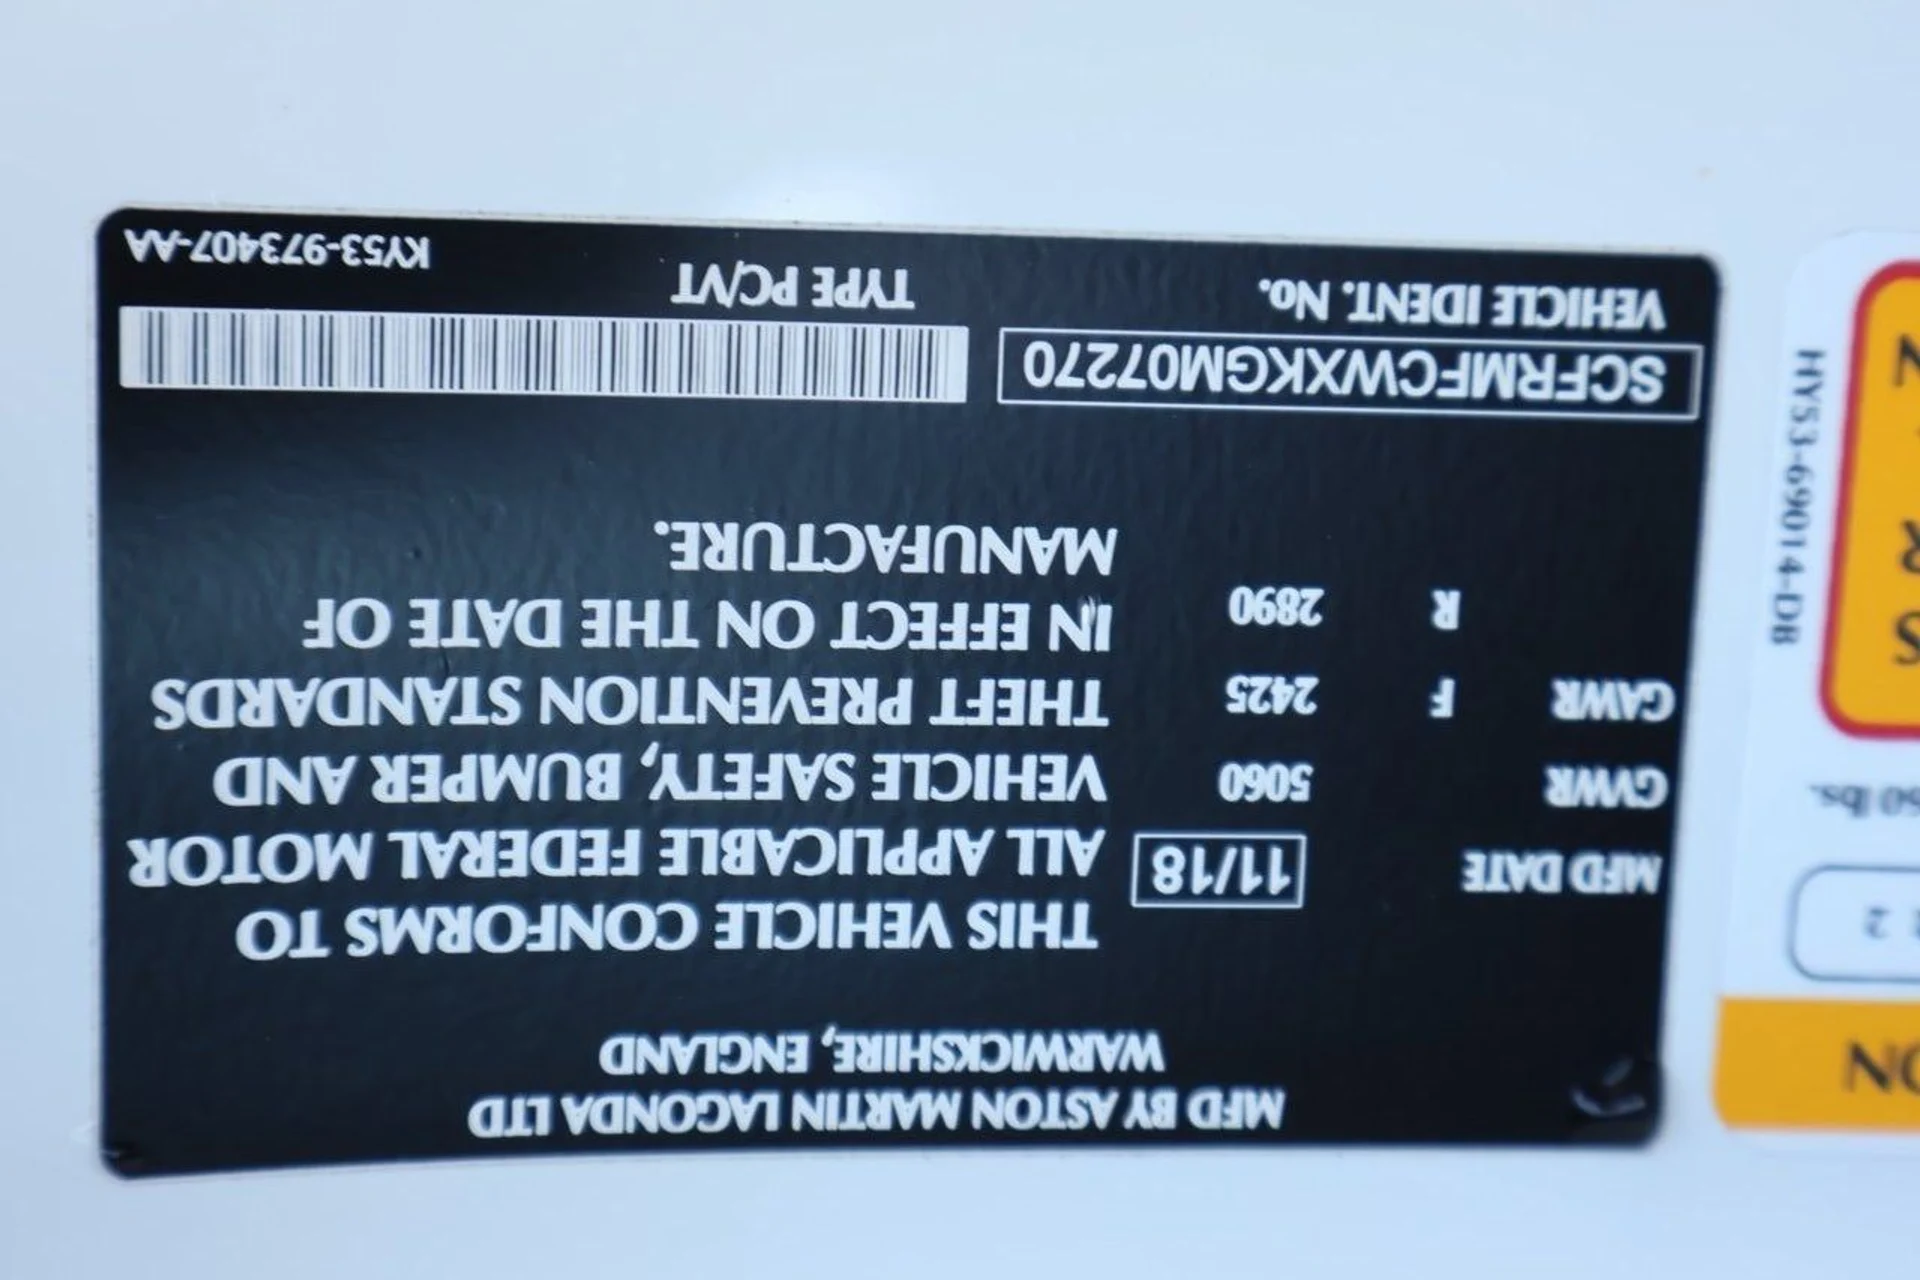 MFD BY ASTON MARTIN LAGONDA LTD
WARWICKSHIRE, ENGLAND
MFD DATE 11/18
GVWR 5060
GAWR F 2425
R 2890
THIS VEHICLE CONFORMS TO
ALL APPLICABLE FEDERAL MOTOR
VEHICLE SAFETY, BUMPER AND
THEFT PREVENTION STANDARDS
IN EFFECT ON THE DATE OF
MANUFACTURE.
SCFRMFCWXKGM07270
VEHICLE IDENT. No.
TYPE PC/VT
KY53-973407-AA
HY53-69014-DB
lbs.
2